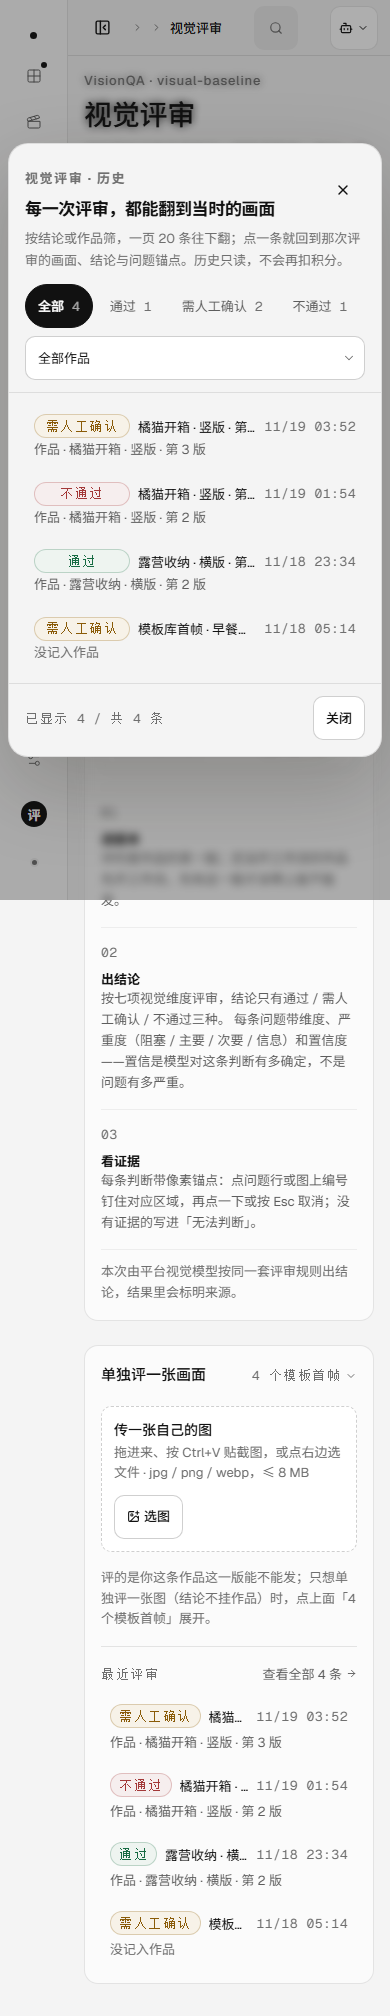 视觉评审
VisionQA · visual-baseline
视觉评审
视觉评审 · 历史
每一次评审，都能翻到当时的画面
按结论或作品筛，一页 20 条往下翻；点一条就回到那次评
审的画面、结论与问题锚点。历史只读，不会再扣积分。
全部 4 通过 1 需人工确认 2 不通过 1
全部作品
需人工确认 橘猫开箱 · 竖版 · 第… 11/19 03:52
作品 · 橘猫开箱 · 竖版 · 第 3 版
不通过 橘猫开箱 · 竖版 · 第… 11/19 01:54
作品 · 橘猫开箱 · 竖版 · 第 2 版
通过 露营收纳 · 横版 · 第… 11/18 23:34
作品 · 露营收纳 · 横版 · 第 2 版
需人工确认 模板库首帧 · 早餐… 11/18 05:14
没记入作品
已显示 4 / 共 4 条
关闭
评
发。
02
出结论
按七项视觉维度评审，结论只有通过 / 需人
工确认 / 不通过三种。 每条问题带维度、严
重度（阻塞 / 主要 / 次要 / 信息）和置信度
——置信是模型对这条判断有多确定，不是
问题有多严重。
03
看证据
每条判断带像素锚点：点问题行或图上编号
钉住对应区域，再点一下或按 Esc 取消；没
有证据的写进「无法判断」。
本次由平台视觉模型按同一套评审规则出结
论，结果里会标明来源。
单独评一张画面 4 个模板首帧
传一张自己的图
拖进来、按 Ctrl+V 贴截图，或点右边选
文件 · jpg / png / webp，≤ 8 MB
选图
评的是你这条作品这一版能不能发；只想单
独评一张图（结论不挂作品）时，点上面「4
个模板首帧」展开。
最近评审 查看全部 4 条 →
需人工确认 橘猫… 11/19 03:52
作品 · 橘猫开箱 · 竖版 · 第 3 版
不通过 橘猫开箱 · … 11/19 01:54
作品 · 橘猫开箱 · 竖版 · 第 2 版
通过 露营收纳 · 横… 11/18 23:34
作品 · 露营收纳 · 横版 · 第 2 版
需人工确认 模板… 11/18 05:14
没记入作品